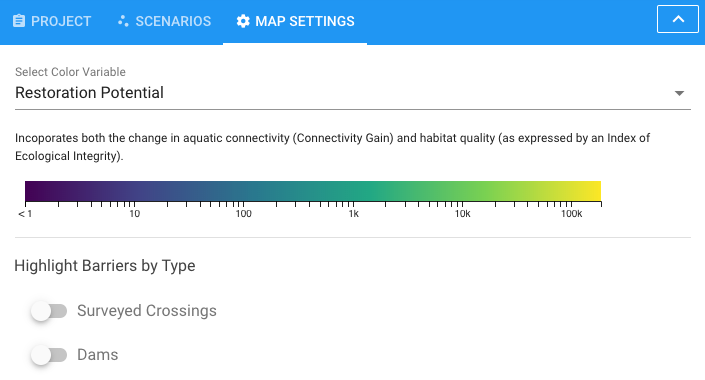 PROJECT SCENARIOS MAP SETTINGS
Select Color Variable
Restoration Potential
Incoporates both the change in aquatic connectivity (Connectivity Gain) and habitat quality (as expressed by an Index of
Ecological Integrity).
< 1 10 100 1k 10k 100k
Highlight Barriers by Type
Surveyed Crossings
Dams